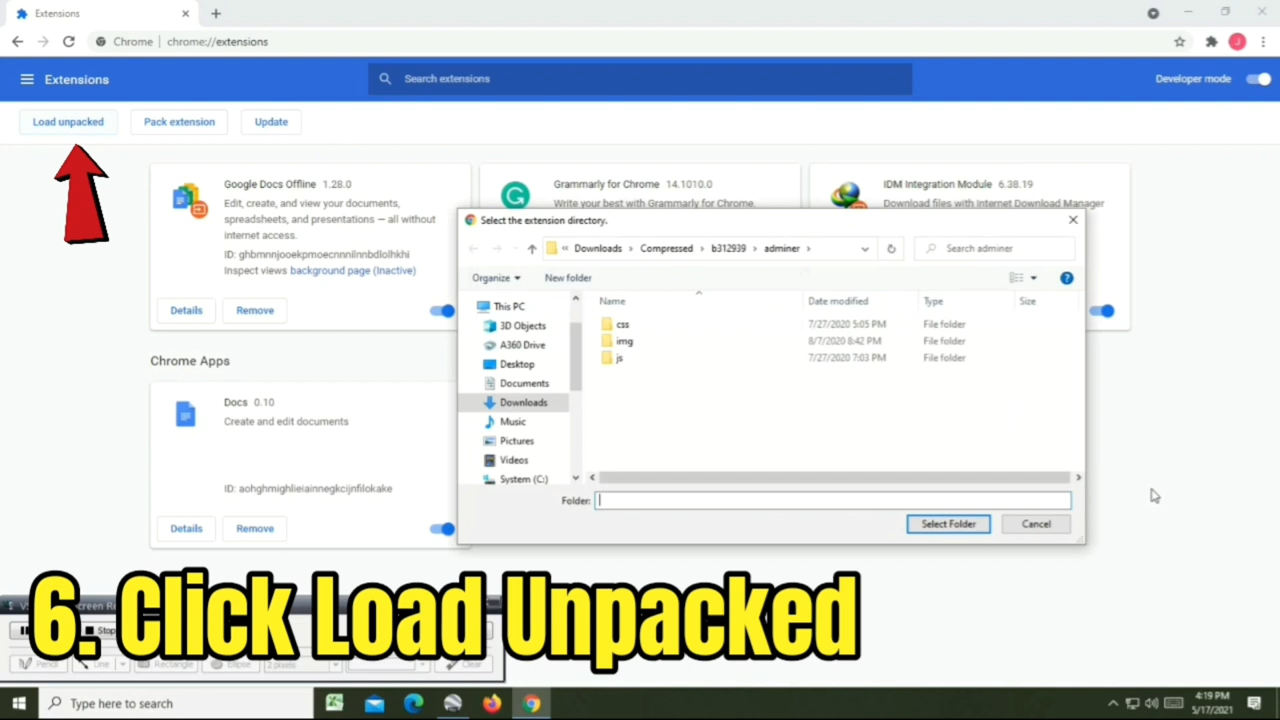 Extensions
Chrome | chrome://extensions
J
Extensions
Search extensions
Developer mode
Load unpacked
Pack extension
Update
Google Docs Offline 1.28.0
Edit, create, and view your documents,
spreadsheets, and presentations — all without
internet access.
ID: ghbmnnjooekpmoecnnnilnnbdlolhkhi
Inspect views background page (Inactive)
Details
Remove
Grammarly for Chrome 14.1010.0
Write your best with Grammarly for Chrome.
IDM Integration Module 6.38.19
Download files with Internet Download Manager
Chrome Apps
Docs 0.10
Create and edit documents
ID: aohghmighlieiainnegkcijnfilokake
Details
Remove
Select the extension directory.
« Downloads › Compressed › b312939 › adminer ›
Search adminer
Organize
New folder
This PC
3D Objects
A360 Drive
Desktop
Documents
Downloads
Music
Pictures
Videos
System (C:)
Name
Date modified
Type
Size
css
7/27/2020 5:05 PM
File folder
img
8/7/2020 8:42 PM
File folder
js
7/27/2020 7:03 PM
File folder
Folder:
Select Folder
Cancel
6. Click Load Unpacked
Stop
Pencil
Line
Rectangle
Ellipse
2 pixels
Clear
Type here to search
4:19 PM
5/17/2021